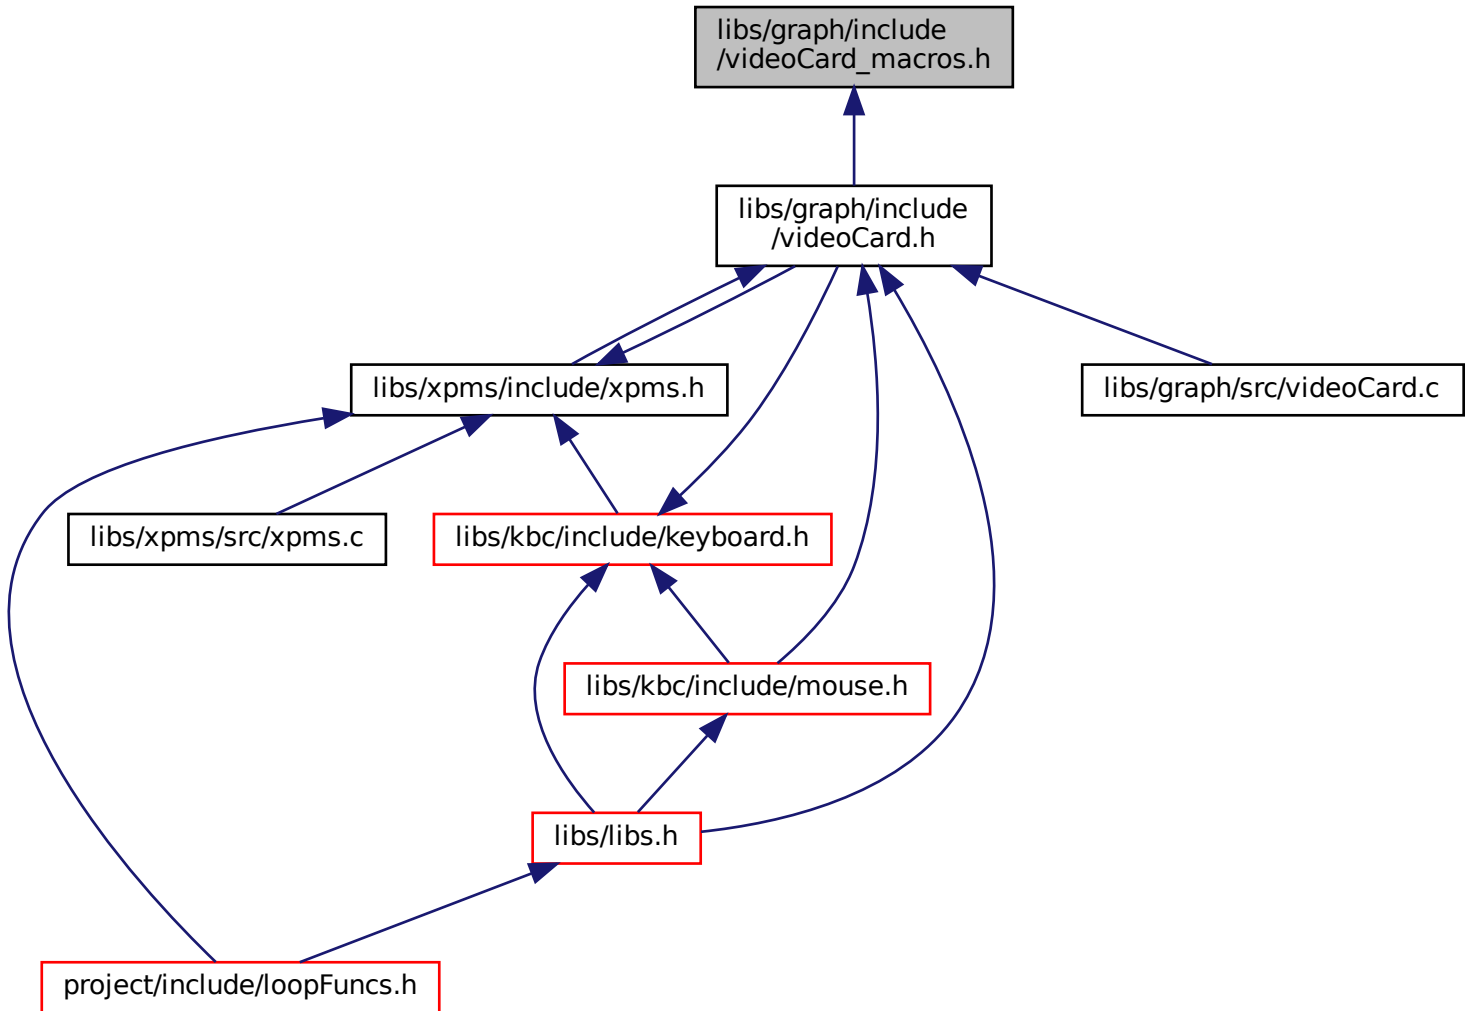 libs/graph/include
/videoCard_macros.h
libs/graph/include
/videoCard.h
libs/xpms/include/xpms.h
libs/graph/src/videoCard.c
libs/xpms/src/xpms.c
libs/kbc/include/keyboard.h
libs/kbc/include/mouse.h
libs/libs.h
project/include/loopFuncs.h